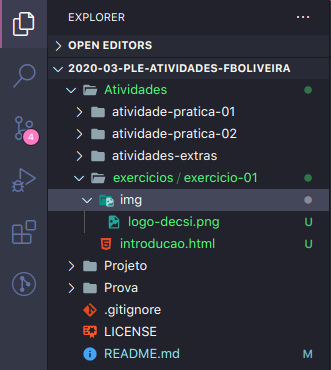 EXPLORER
OPEN EDITORS
2020-03-PLE-ATIVIDADES-FBOLIVEIRA
Atividades
atividade-pratica-01
atividade-pratica-02
atividades-extras
exercicios / exercicio-01
img
logo-decsi.png U
4
introducao.html U
Projeto
Prova
.gitignore
LICENSE
README.md M